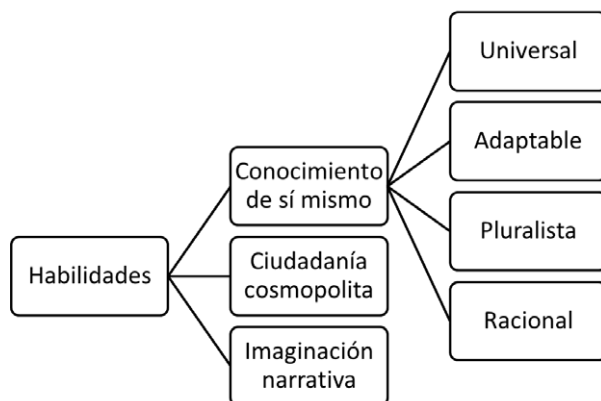 Habilidades
Conocimiento
de sí mismo
Ciudadanía
cosmopolita
Imaginación
narrativa
Universal
Adaptable
Pluralista
Racional